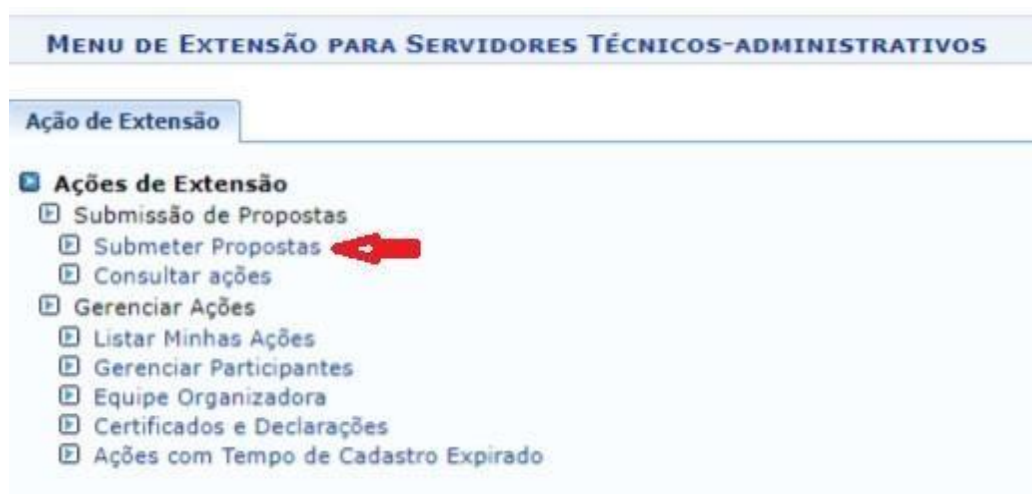 MENU DE EXTENSÃO PARA SERVIDORES TÉCNICOS-ADMINISTRATIVOS
Ação de Extensão
Ações de Extensão
Submissão de Propostas
Submeter Propostas
Consultar ações
Gerenciar Ações
Listar Minhas Ações
Gerenciar Participantes
Equipe Organizadora
Certificados e Declarações
Ações com Tempo de Cadastro Expirado